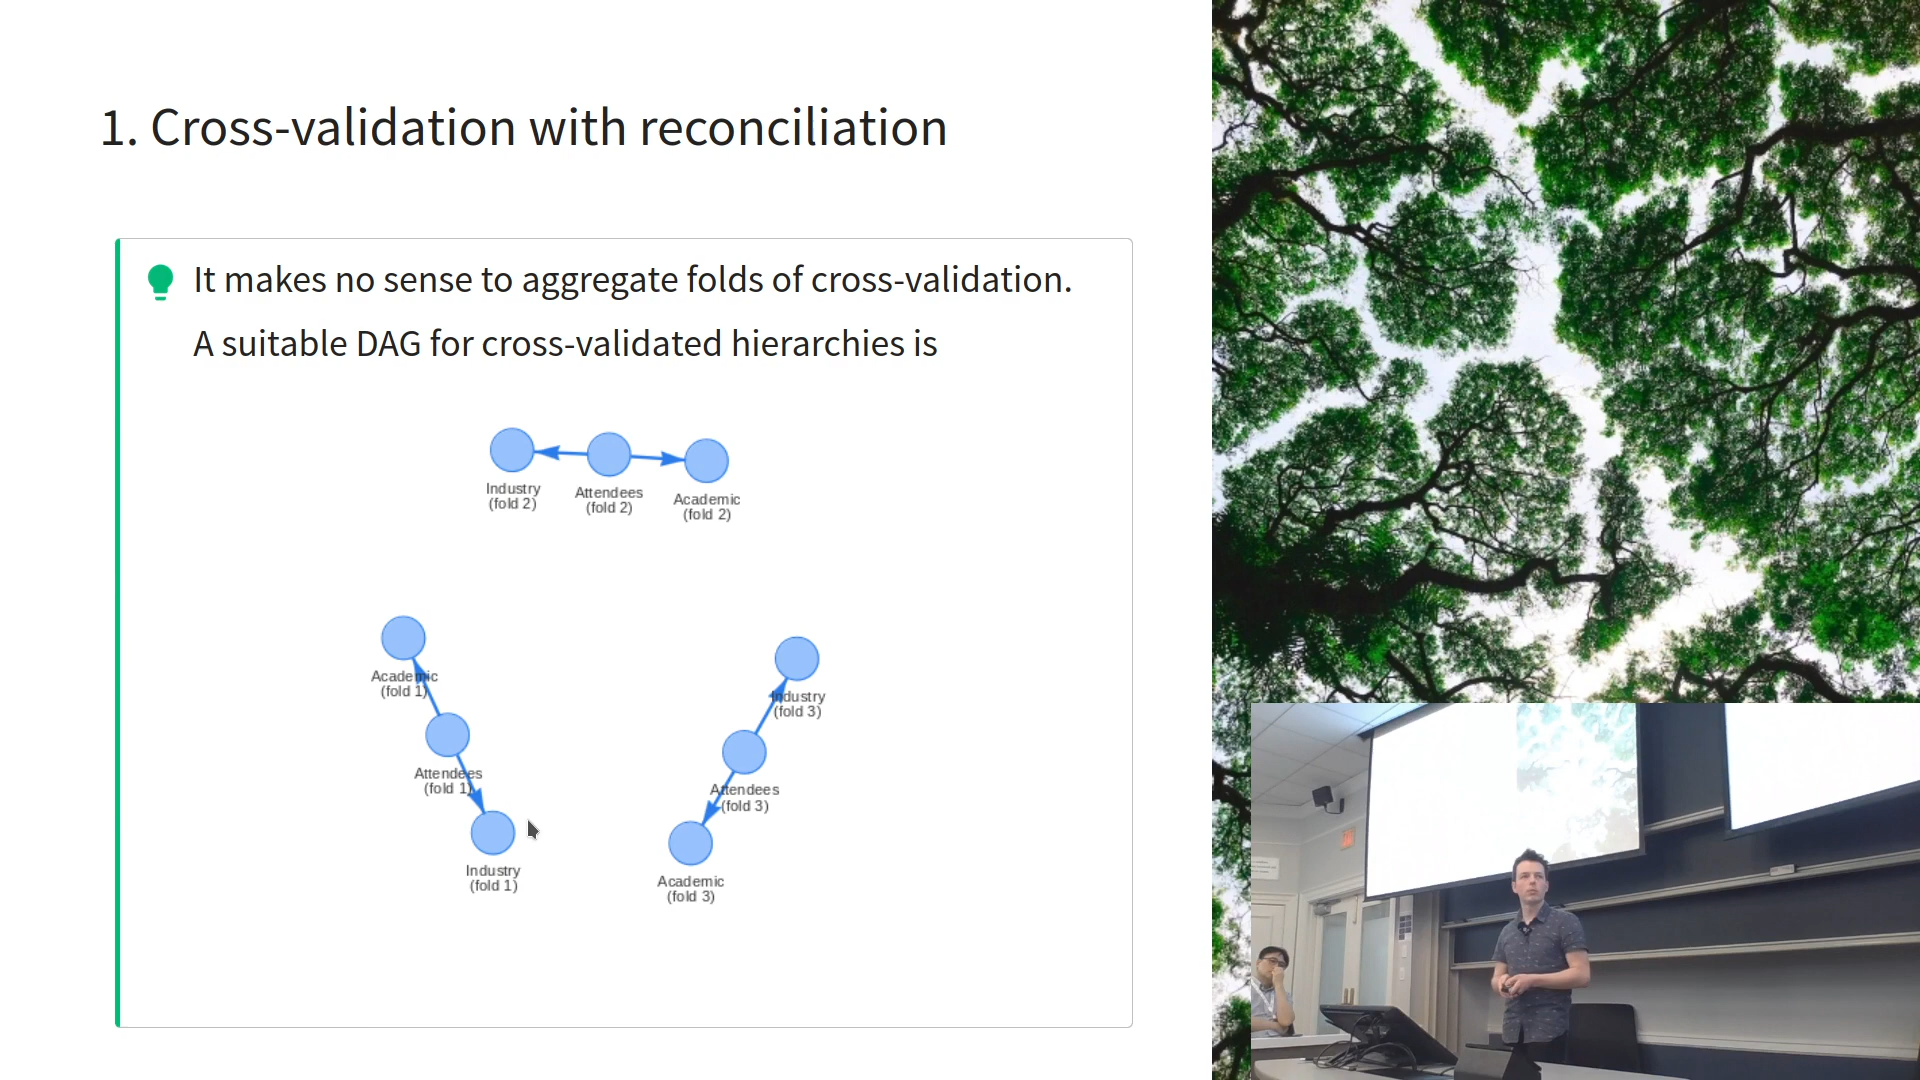 1. Cross-validation with reconciliation
It makes no sense to aggregate folds of cross-validation.
A suitable DAG for cross-validated hierarchies is
Industry
(fold 2)
Attendees
(fold 2)
Academic
(fold 2)
Academic
(fold 1)
Attendees
(fold 1)
Industry
(fold 1)
Industry
(fold 3)
Attendees
(fold 3)
Academic
(fold 3)